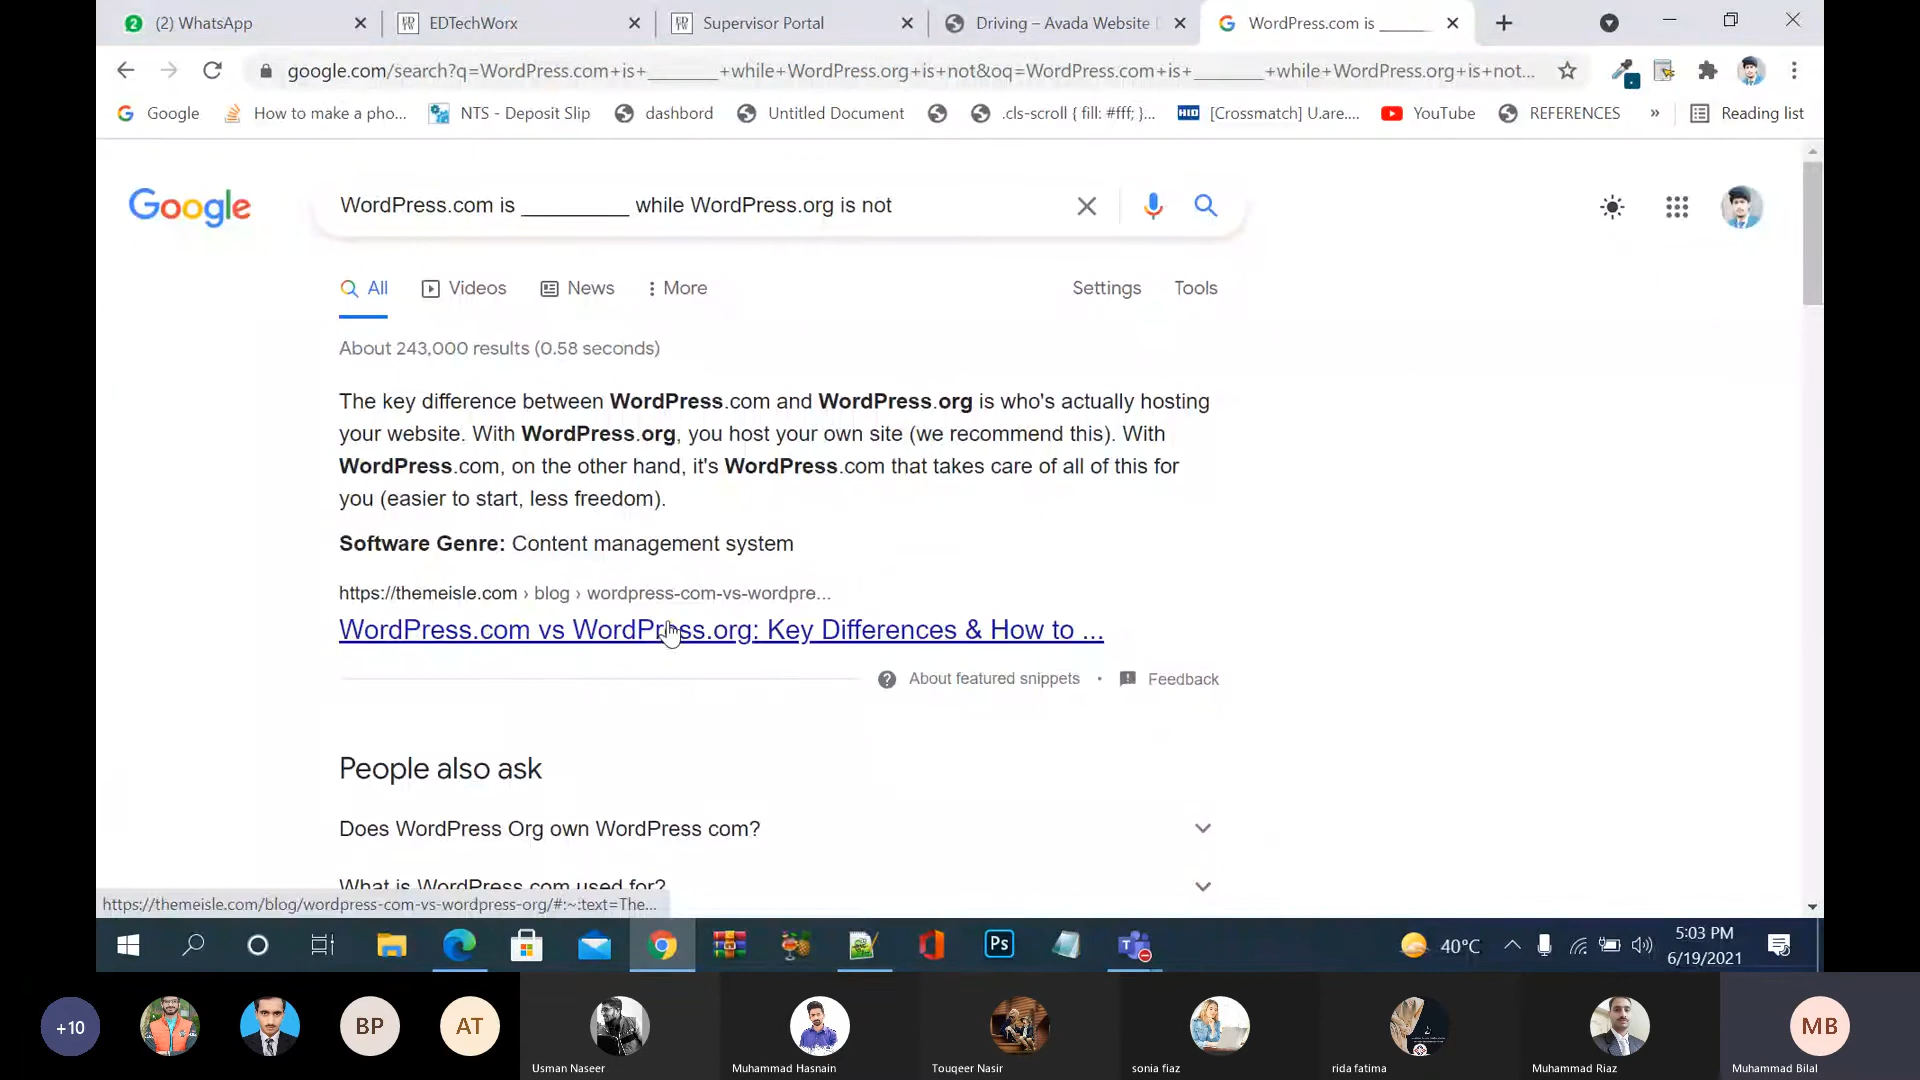 2 (2) WhatsApp
EDTechWorx
Supervisor Portal
Driving – Avada Website
WordPress.com is ______
google.com/search?q=WordPress.com+is+________+while+WordPress.org+is+not&oq=WordPress.com+is+________+while+WordPress.org+is+not...
Google
How to make a pho...
NTS - Deposit Slip
dashbord
Untitled Document
.cls-scroll { fill: #fff; }...
HID [Crossmatch] U.are....
YouTube
REFERENCES
»
Reading list
Google
WordPress.com is __________ while WordPress.org is not
All
Videos
News
More
Settings
Tools
About 243,000 results (0.58 seconds)
The key difference between WordPress.com and WordPress.org is who's actually hosting
your website. With WordPress.org, you host your own site (we recommend this). With
WordPress.com, on the other hand, it's WordPress.com that takes care of all of this for
you (easier to start, less freedom).
Software Genre: Content management system
https://themeisle.com › blog › wordpress-com-vs-wordpre...
WordPress.com vs WordPress.org: Key Differences & How to ...
About featured snippets • Feedback
People also ask
Does WordPress Org own WordPress com?
What is WordPress com used for?
https://themeisle.com/blog/wordpress-com-vs-wordpress-org/#:~:text=The...
Ps
40°C
5:03 PM
6/19/2021
+10
BP
AT
MB
Usman Naseer
Muhammad Hasnain
Touqeer Nasir
sonia fiaz
rida fatima
Muhammad Riaz
Muhammad Bilal